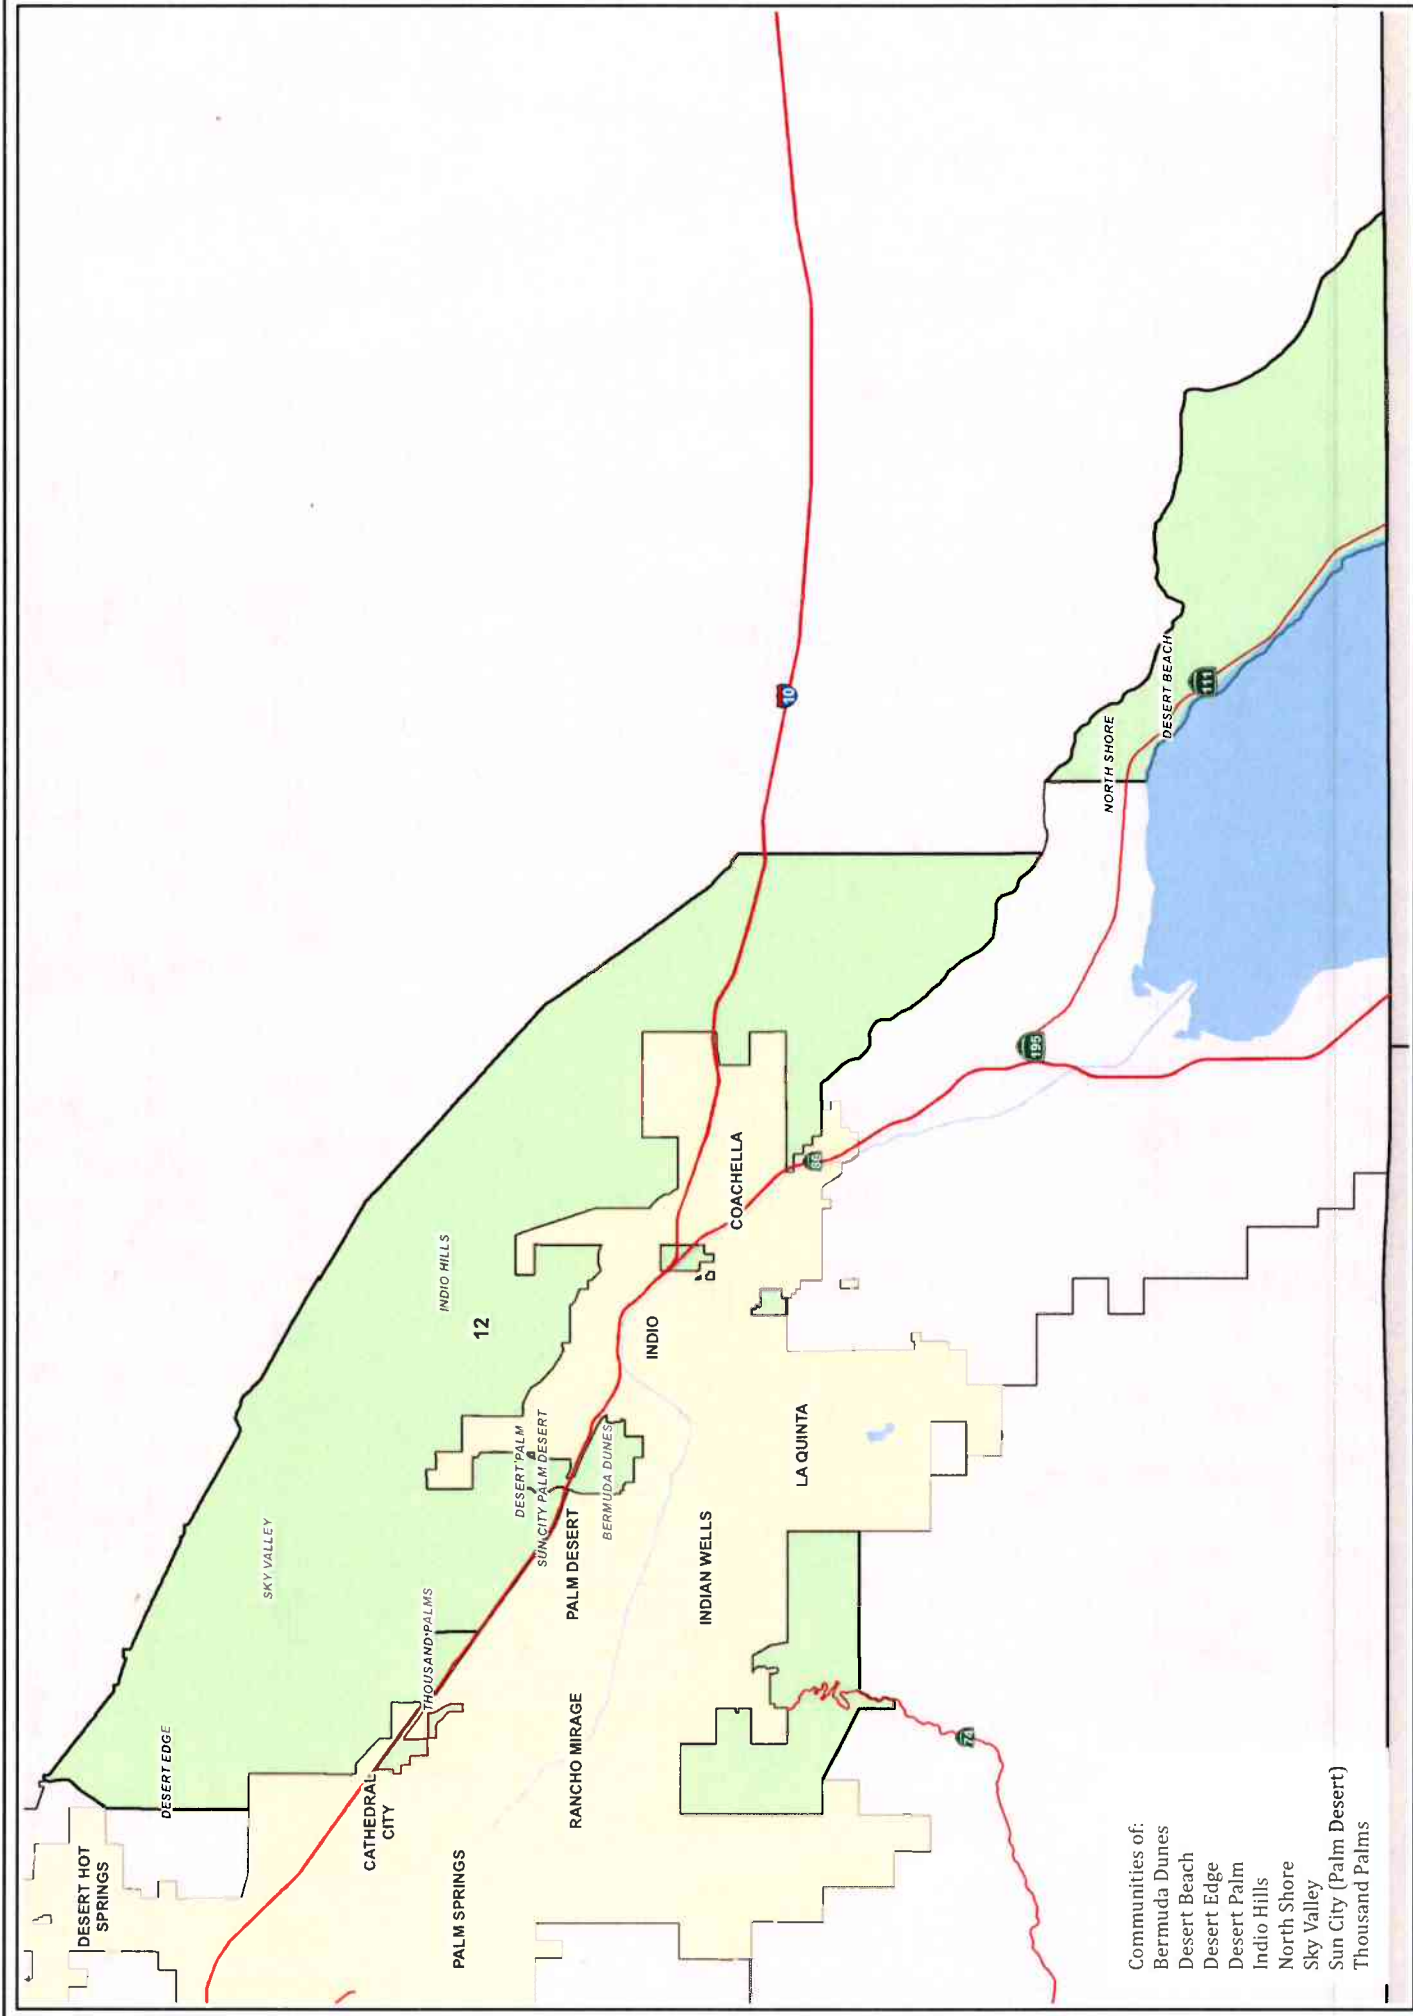 DESERT HOT
SPRINGS
DESERT EDGE
SKY VALLEY
CATHEDRAL
CITY
THOUSAND PALMS
INDIO HILLS
12
PALM SPRINGS
DESERT PALM
SUN CITY PALM DESERT
RANCHO MIRAGE
PALM DESERT
BERMUDA DUNES
INDIO
INDIAN WELLS
COACHELLA
LA QUINTA
10
86
74
195
NORTH SHORE
DESERT BEACH
111
Communities of:
Bermuda Dunes
Desert Beach
Desert Edge
Desert Palm
Indio Hills
North Shore
Sky Valley
Sun City (Palm Desert)
Thousand Palms